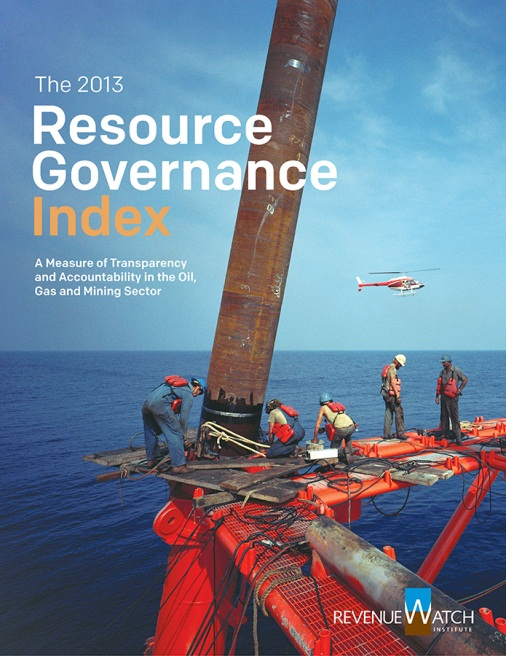 The 2013
Resource
Governance
Index
A Measure of Transparency
and Accountability in the Oil,
Gas and Mining Sector
REVENUE WATCH
INSTITUTE